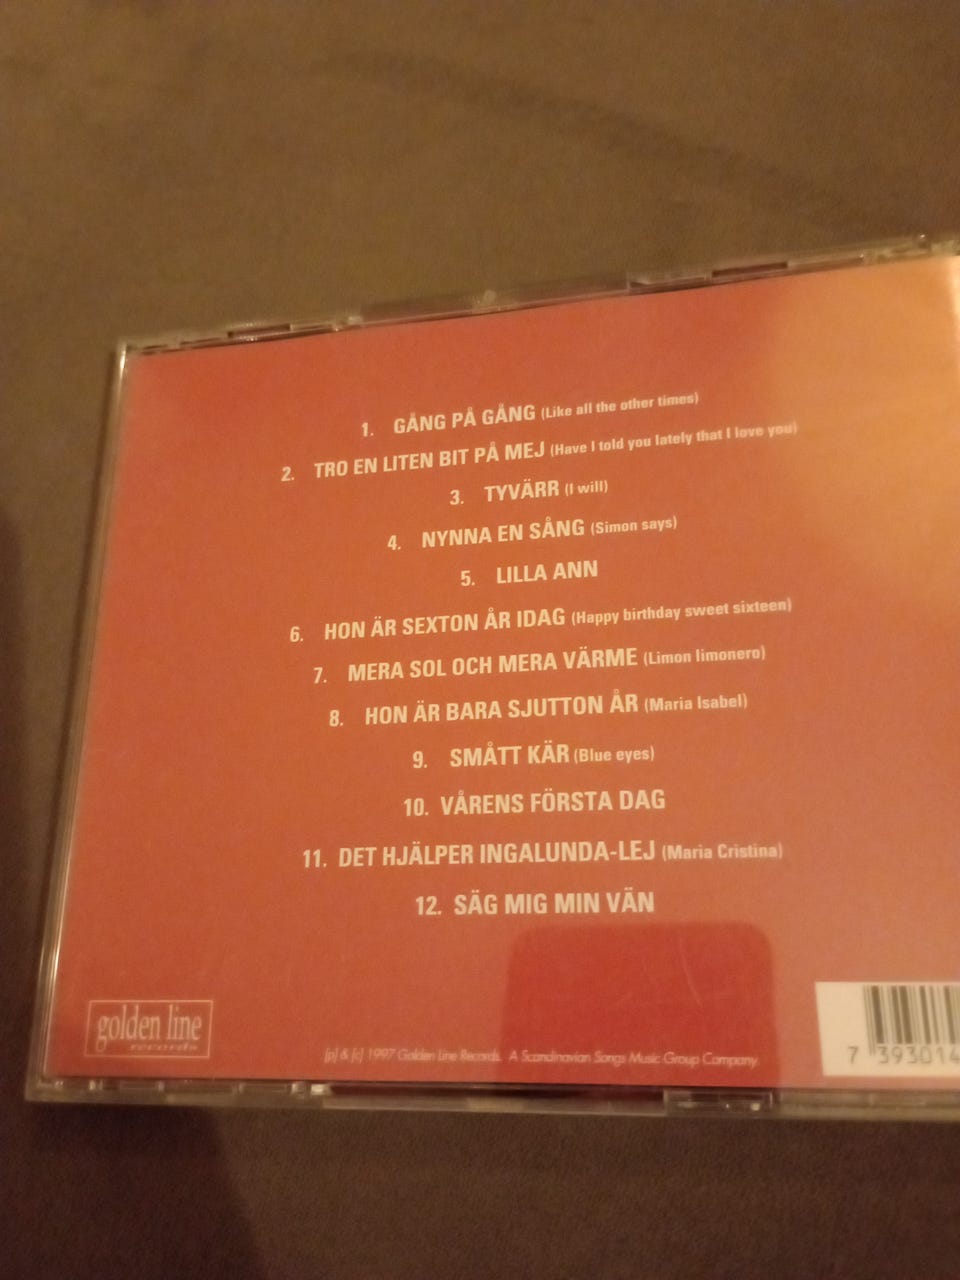 1. GÅNG PÅ GÅNG (Like all the other times)
2. TRO EN LITEN BIT PÅ MEJ (Have I told you lately that I love you)
3. TYVÄRR (I will)
4. NYNNA EN SÅNG (Simon says)
5. LILLA ANN
6. HON ÄR SEXTON ÅR IDAG (Happy birthday sweet sixteen)
7. MERA SOL OCH MERA VÄRME (Limon limonero)
8. HON ÄR BARA SJUTTON ÅR (Maria Isabel)
9. SMÅTT KÄR (Blue eyes)
10. VÅRENS FÖRSTA DAG
11. DET HJÄLPER INGALUNDA-LEJ (Maria Cristina)
12. SÄG MIG MIN VÄN
golden line
records
[p] & [c] 1997 Golden Line Records. A Scandinavian Songs Music Group Company.
7 393014